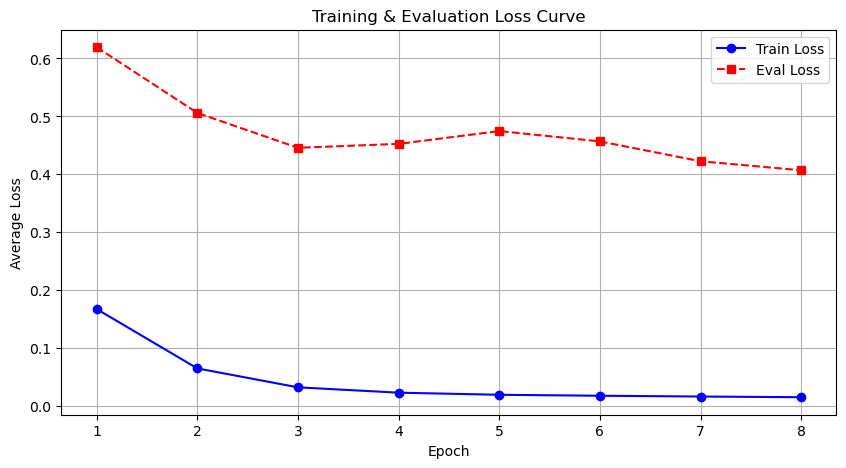 Training & Evaluation Loss Curve
Train Loss
Eval Loss
Average Loss
0.6
0.5
0.4
0.3
0.2
0.1
0.0
1 2 3 4 5 6 7 8
Epoch